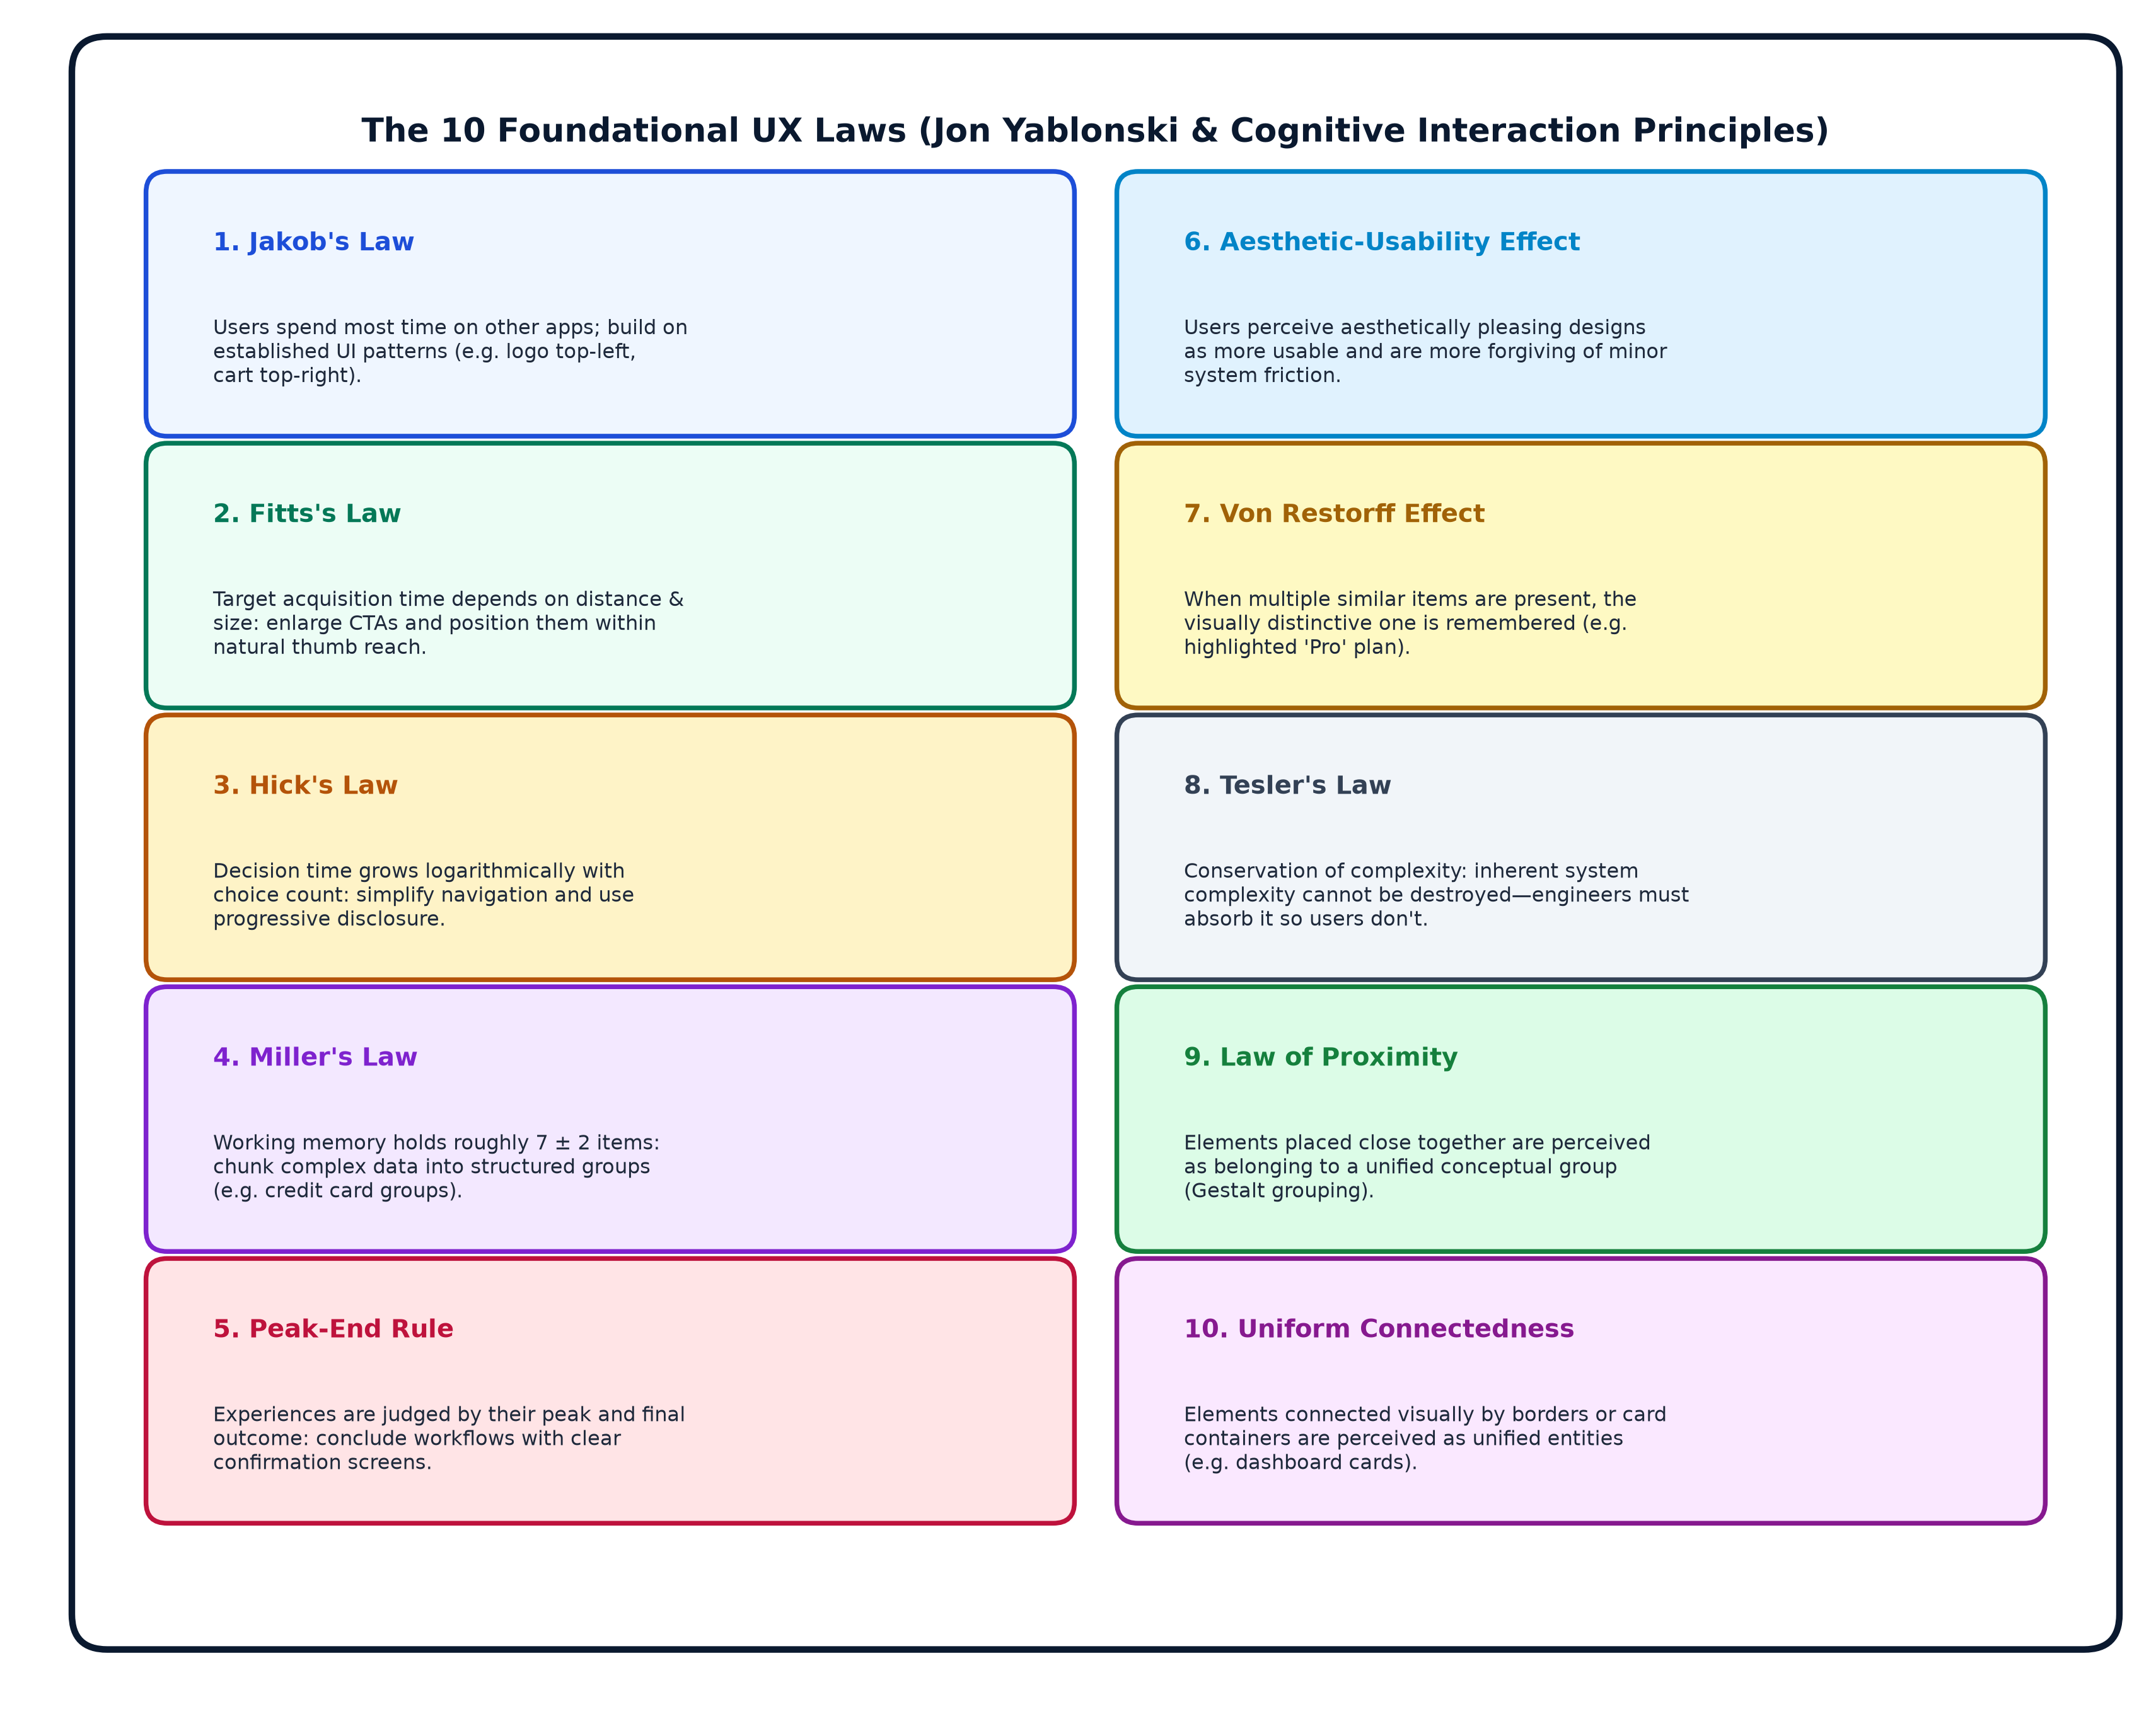 The 10 Foundational UX Laws (Jon Yablonski & Cognitive Interaction Principles)
1. Jakob's Law
Users spend most time on other apps; build on
established UI patterns (e.g. logo top-left,
cart top-right).
2. Fitts's Law
Target acquisition time depends on distance &
size: enlarge CTAs and position them within
natural thumb reach.
3. Hick's Law
Decision time grows logarithmically with
choice count: simplify navigation and use
progressive disclosure.
4. Miller's Law
Working memory holds roughly 7 ± 2 items:
chunk complex data into structured groups
(e.g. credit card groups).
5. Peak-End Rule
Experiences are judged by their peak and final
outcome: conclude workflows with clear
confirmation screens.
6. Aesthetic-Usability Effect
Users perceive aesthetically pleasing designs
as more usable and are more forgiving of minor
system friction.
7. Von Restorff Effect
When multiple similar items are present, the
visually distinctive one is remembered (e.g.
highlighted 'Pro' plan).
8. Tesler's Law
Conservation of complexity: inherent system
complexity cannot be destroyed—engineers must
absorb it so users don't.
9. Law of Proximity
Elements placed close together are perceived
as belonging to a unified conceptual group
(Gestalt grouping).
10. Uniform Connectedness
Elements connected visually by borders or card
containers are perceived as unified entities
(e.g. dashboard cards).